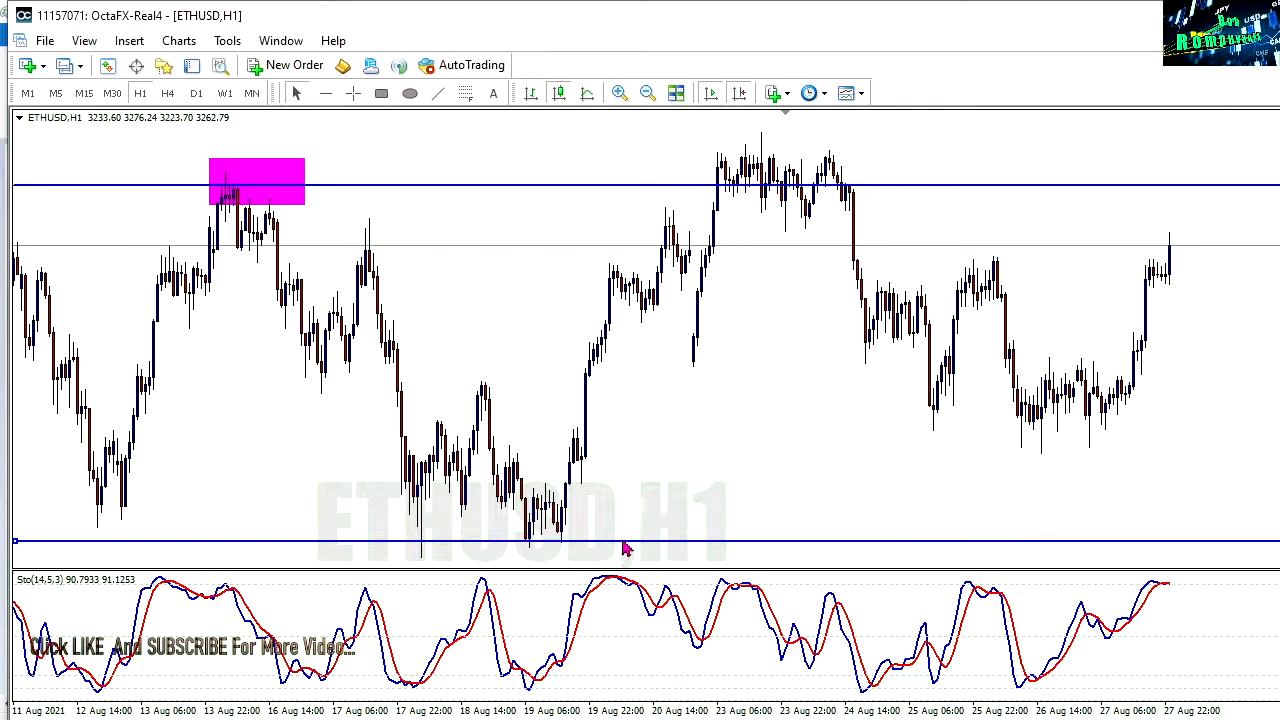 11157071: OctaFX-Real4 - [ETHUSD,H1]
File View Insert Charts Tools Window Help
New Order AutoTrading
M1 M5 M15 M30 H1 H4 D1 W1 MN A
ETHUSD,H1 3233.60 3276.24 3223.70 3262.79
ETHUSD,H1
Sto(14,5,3) 90.7933 91.1253
Click LIKE And SUBSCRIBE For More Video...
11 Aug 2021 12 Aug 14:00 13 Aug 06:00 13 Aug 22:00 16 Aug 14:00 17 Aug 06:00 17 Aug 22:00 18 Aug 14:00 19 Aug 06:00 19 Aug 22:00 20 Aug 14:00 23 Aug 06:00 23 Aug 22:00 24 Aug 14:00 25 Aug 06:00 25 Aug 22:00 26 Aug 14:00 27 Aug 06:00 27 Aug 22:00